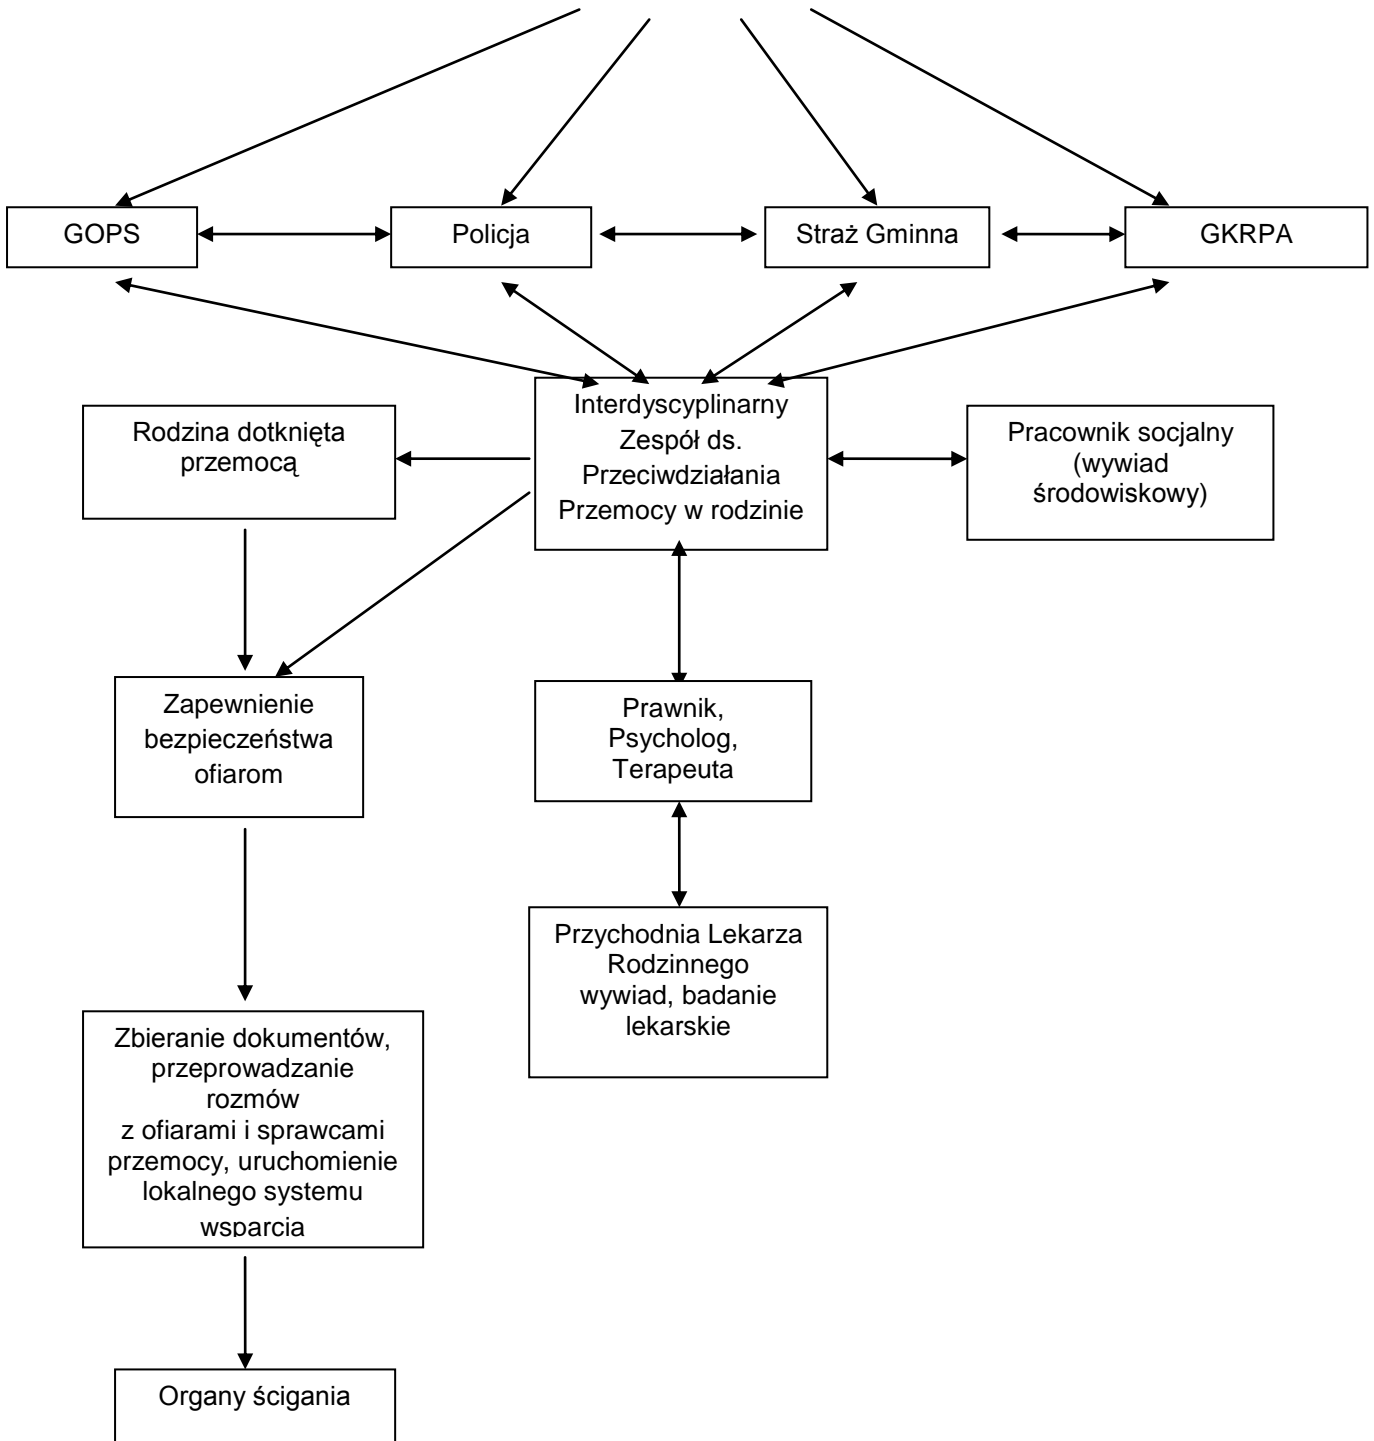 GOPS
Policja
Straż Gminna
GKRPA
Rodzina dotknięta
przemocą
Interdyscyplinarny
Zespół ds.
Przeciwdziałania
Przemocy w rodzinie
Pracownik socjalny
(wywiad
środowiskowy)
Zapewnienie
bezpieczeństwa
ofiarom
Prawnik,
Psycholog,
Terapeuta
Przychodnia Lekarza
Rodzinnego
wywiad, badanie
lekarskie
Zbieranie dokumentów,
przeprowadzanie
rozmów
z ofiarami i sprawcami
przemocy, uruchomienie
lokalnego systemu
wsparcia
Organy ścigania